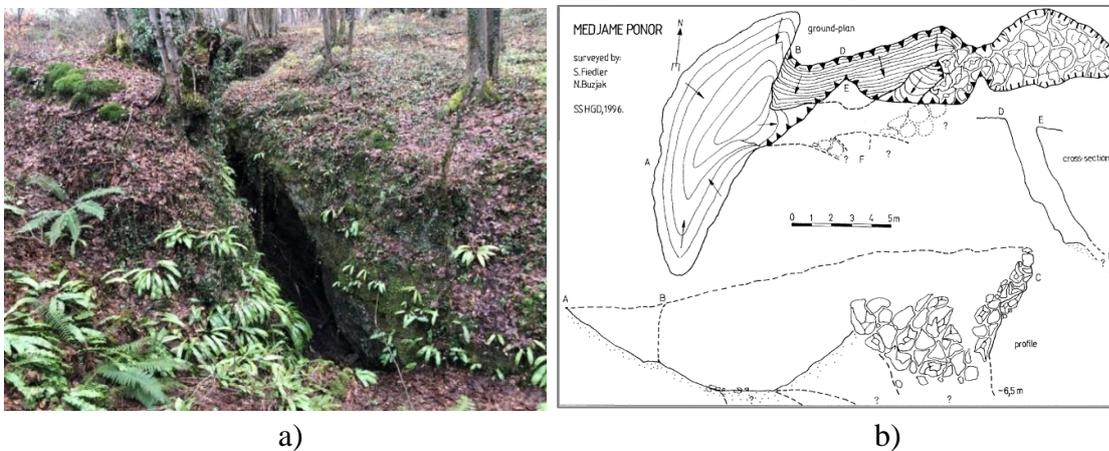 MEDJAME PONOR
surveyed by:
S.Fiedler
N.Buzjak
SSHGD,1996.
N
ground-plan
B
D
E
A
?
?
F
?
D
E
cross-section
?
0 1 2 3 4 5m
A
B
C
profile
~6,5 m
?
?
?
a)
b)